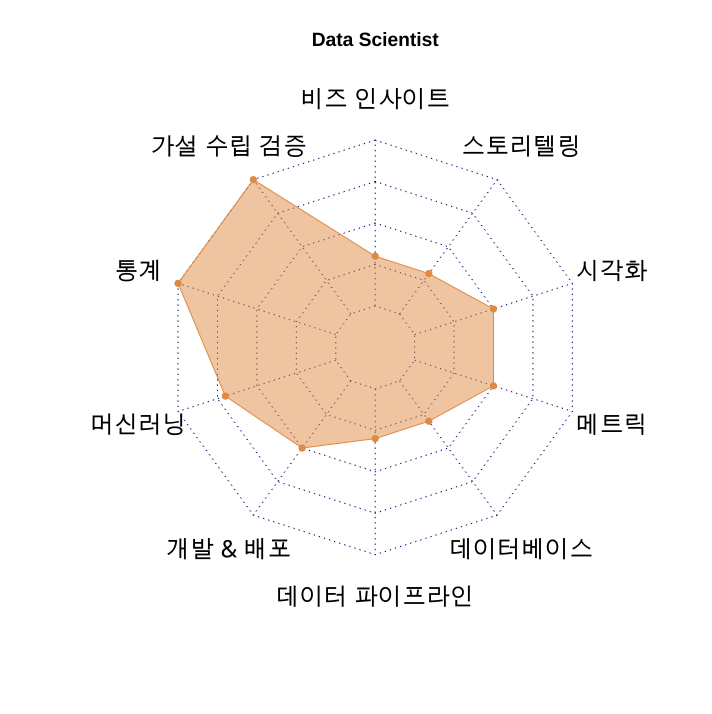 Data Scientist
비즈 인사이트
가설 수립 검증
스토리텔링
통계
시각화
머신러닝
메트릭
개발 & 배포
데이터베이스
데이터 파이프라인